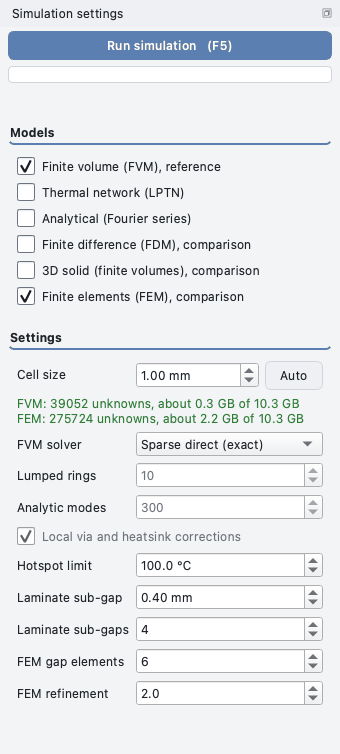 Simulation settings
Run simulation (F5)
Models
Finite volume (FVM), reference
Thermal network (LPTN)
Analytical (Fourier series)
Finite difference (FDM), comparison
3D solid (finite volumes), comparison
Finite elements (FEM), comparison
Settings
Cell size 1.00 mm Auto
FVM: 39052 unknowns, about 0.3 GB of 10.3 GB
FEM: 275724 unknowns, about 2.2 GB of 10.3 GB
FVM solver Sparse direct (exact)
Lumped rings 10
Analytic modes 300
Local via and heatsink corrections
Hotspot limit 100.0 °C
Laminate sub-gap 0.40 mm
Laminate sub-gaps 4
FEM gap elements 6
FEM refinement 2.0